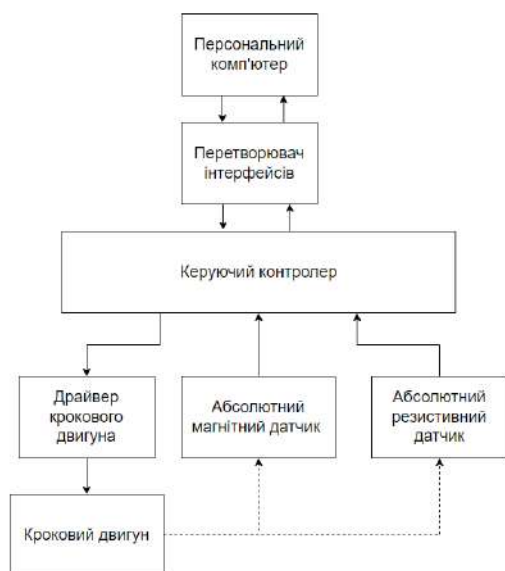 Персональний
комп'ютер
Перетворювач
інтерфейсів
Керуючий контролер
Драйвер
крокового
двигуна
Абсолютний
магнітний датчик
Абсолютний
резистивний
датчик
Кроковий двигун